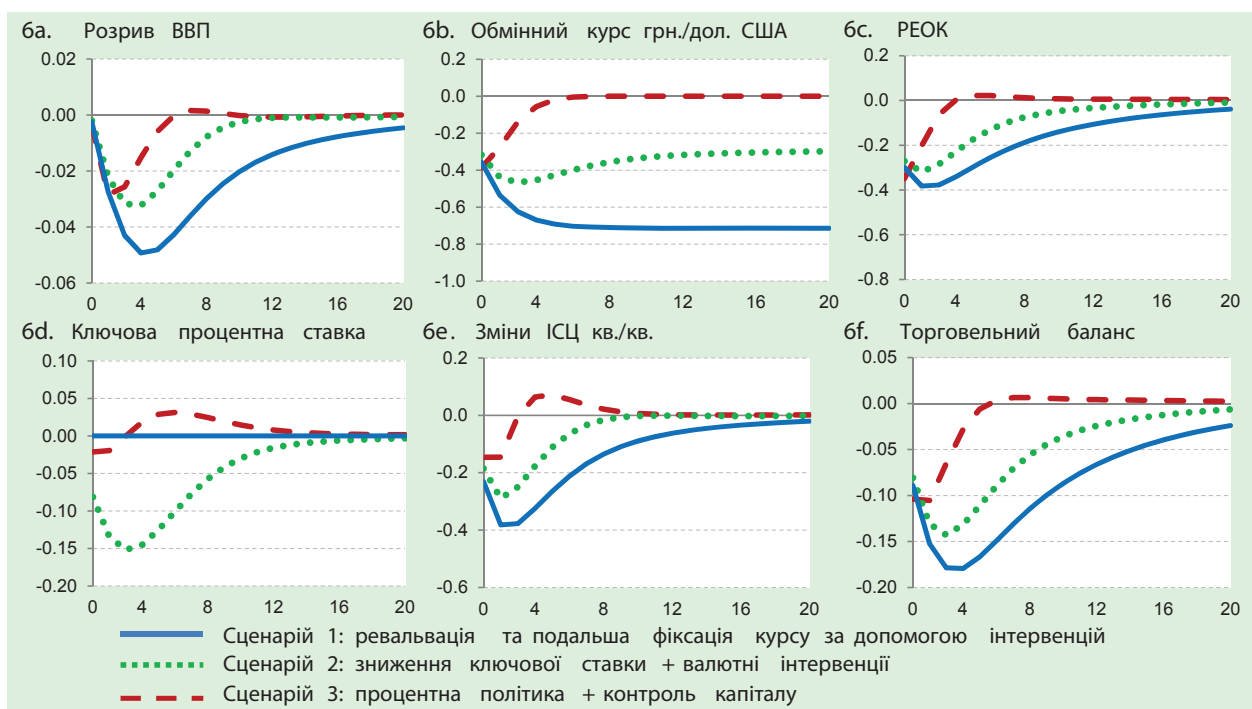 6a. Розрив ВВП
0.02
0.00
-0.02
-0.04
-0.06
0 4 8 12 16 20
6b. Обмінний курс грн./дол. США
0.2
0.0
-0.2
-0.4
-0.6
-0.8
-1.0
0 4 8 12 16 20
6c. РЕОК
0.2
0.0
-0.2
-0.4
-0.6
-0.8
0 4 8 12 16 20
6d. Ключова процентна ставка
0.10
0.05
0.00
-0.05
-0.10
-0.15
-0.20
0 4 8 12 16 20
6e. Зміни ІСЦ кв./кв.
0.2
0.0
-0.2
-0.4
-0.6
0 4 8 12 16 20
6f. Торговельний баланс
0.05
0.00
-0.05
-0.10
-0.15
-0.20
0 4 8 12 16 20
Сценарій 1: ревальвація та подальша фіксація курсу за допомогою інтервенцій
Сценарій 2: зниження ключової ставки + валютні інтервенції
Сценарій 3: процентна політика + контроль капіталу